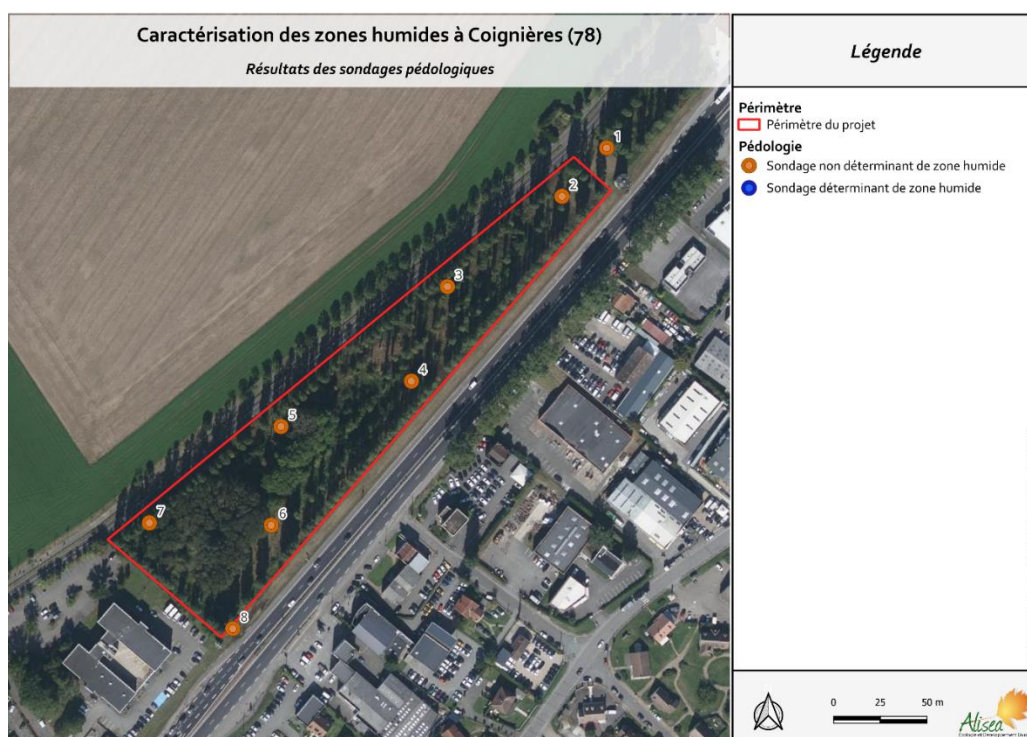 Caractérisation des zones humides à Coignières (78)
Résultats des sondages pédologiques
Légende
Périmètre
Périmètre du projet
Pédologie
Sondage non déterminant de zone humide
Sondage déterminant de zone humide
1
2
3
4
5
6
7
8
0 25 50 m
Alisea